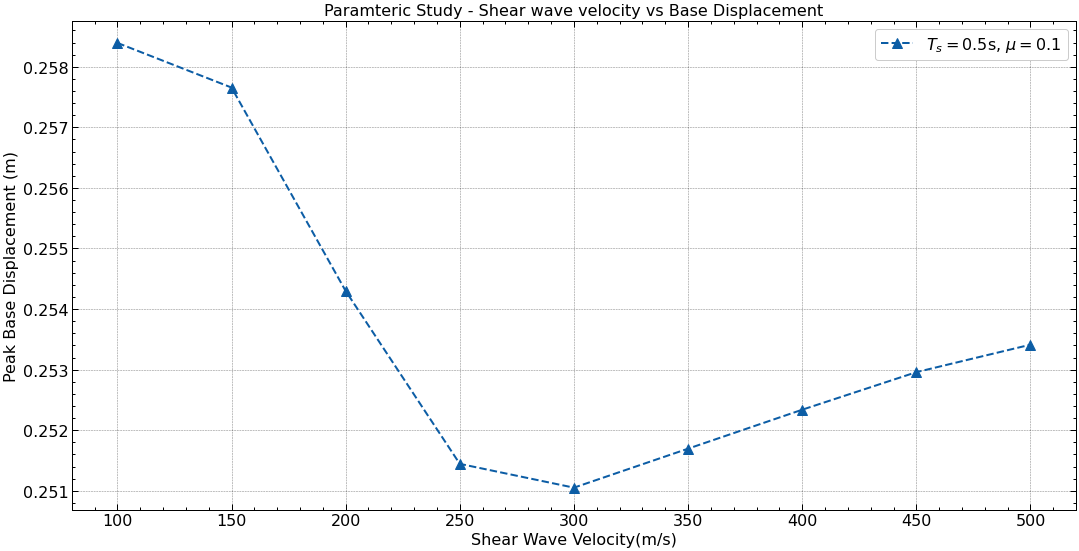 Paramteric Study - Shear wave velocity vs Base Displacement
T_s = 0.5s, μ = 0.1
Peak Base Displacement (m)
0.258
0.257
0.256
0.255
0.254
0.253
0.252
0.251
100 150 200 250 300 350 400 450 500
Shear Wave Velocity(m/s)